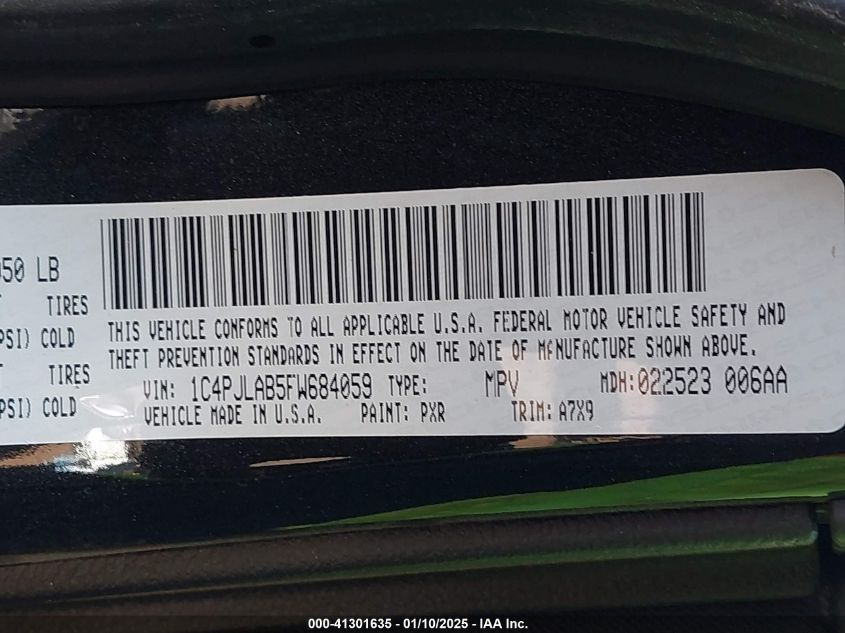 050 LB
TIRES
PSI) COLD
TIRES
PSI) COLD
THIS VEHICLE CONFORMS TO ALL APPLICABLE U.S.A. FEDERAL MOTOR VEHICLE SAFETY AND
THEFT PREVENTION STANDARDS IN EFFECT ON THE DATE OF MANUFACTURE SHOWN ABOVE.
VIN: 1C4PJLAB5FW684059 TYPE: MPV MDH: 022523 006AA
VEHICLE MADE IN U.S.A. PAINT: PXR TRIM: A7X9
000-41301635 - 01/10/2025 - IAA Inc.